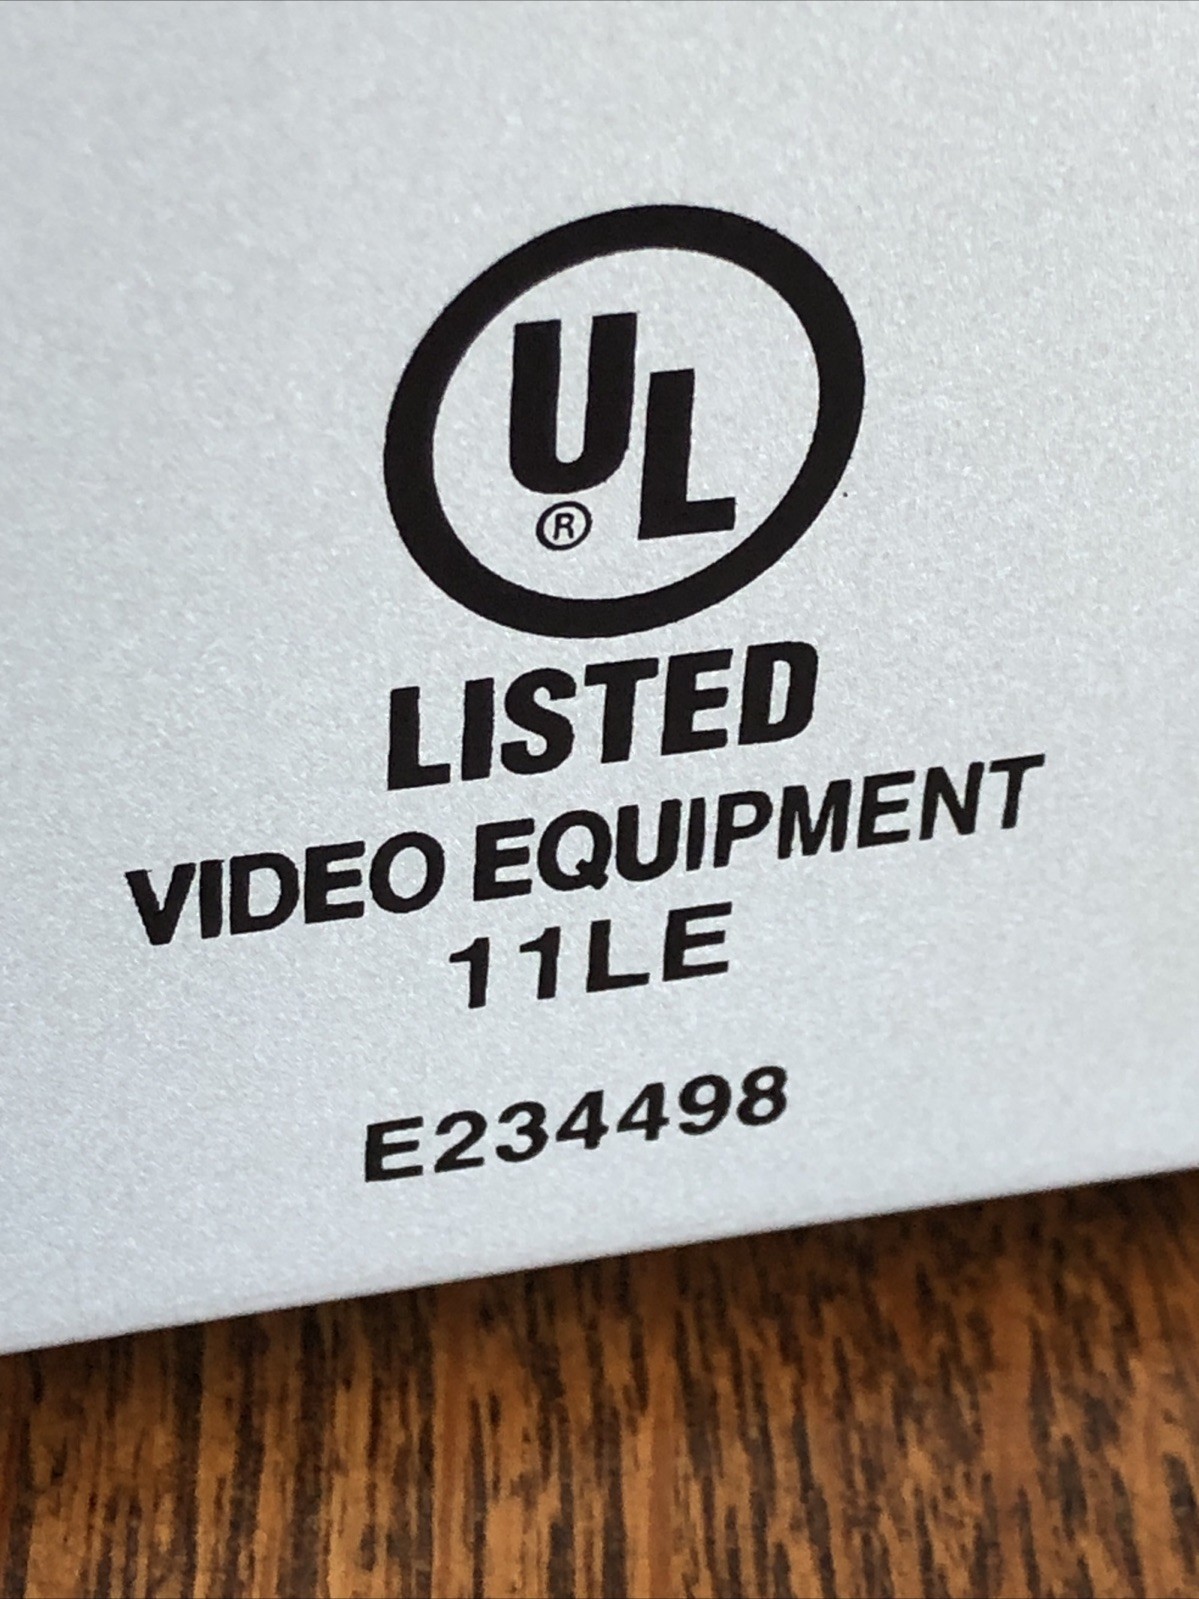 UL
®
LISTED
VIDEO EQUIPMENT
11LE
E234498